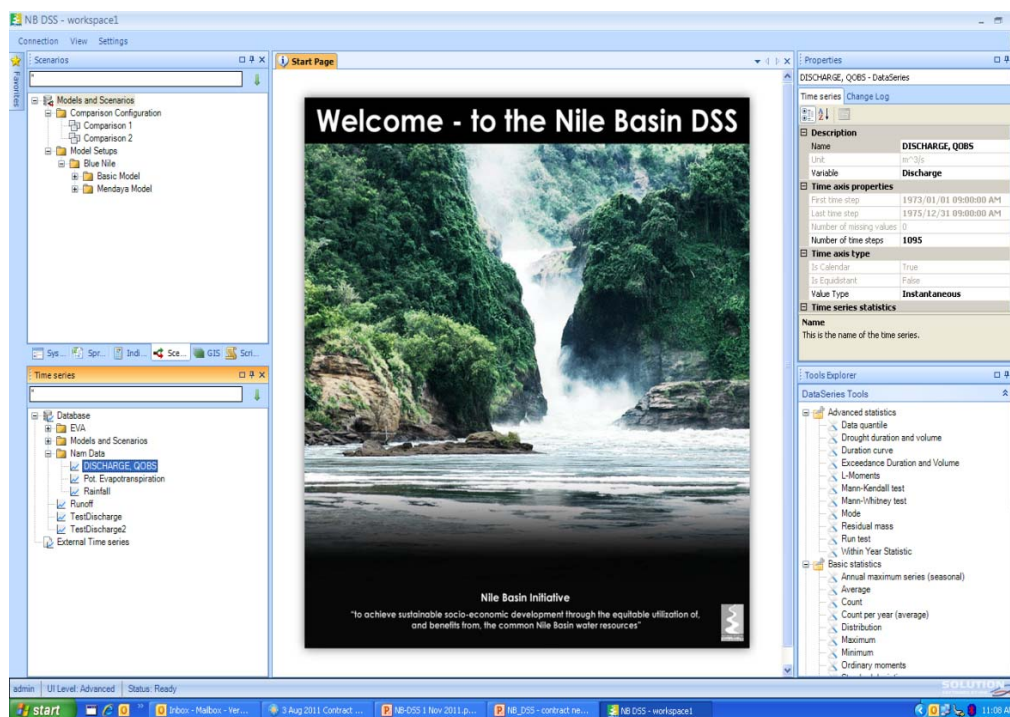 NB DSS - workspace1
Connection View Settings
Favorites
Scenarios
*
Models and Scenarios
Comparison Configuration
Comparison 1
Comparison 2
Model Setups
Blue Nile
Basic Model
Mendaya Model
Sys... Spr... Indi... Sce... GIS Scri...
Time series
*
Database
EVA
Models and Scenarios
Nam Data
DISCHARGE, QOBS
Pot. Evapotranspiration
Rainfall
Runoff
TestDischarge
TestDischarge2
External Time series
Start Page
Welcome - to the Nile Basin DSS
Nile Basin Initiative
"to achieve sustainable socio-economic development through the equitable utilization of,
and benefits from, the common Nile Basin water resources"
Properties
DISCHARGE, QOBS - DataSeries
Time series Change Log
Description
Name DISCHARGE, QOBS
Unit m^3/s
Variable Discharge
Time axis properties
First time step 1973/01/01 09:00:00 AM
Last time step 1975/12/31 09:00:00 AM
Number of missing values 0
Number of time steps 1095
Time axis type
Is Calendar True
Is Equidistant False
Value Type Instantaneous
Time series statistics
Name
This is the name of the time series.
Tools Explorer
DataSeries Tools
Advanced statistics
Data quantile
Drought duration and volume
Duration curve
Exceedance Duration and Volume
L-Moments
Mann-Kendall test
Mann-Whitney test
Mode
Residual mass
Run test
Within Year Statistic
Basic statistics
Annual maximum series (seasonal)
Average
Count
Count per year (average)
Distribution
Maximum
Minimum
Ordinary moments
admin UI Level: Advanced Status: Ready
SOLUTION
start Inbox - Mailbox - Ver... 3 Aug 2011 Contract ... NB-DSS 1 Nov 2011.p... NB_DSS - contract ne... NB DSS - workspace1 11:08 AM